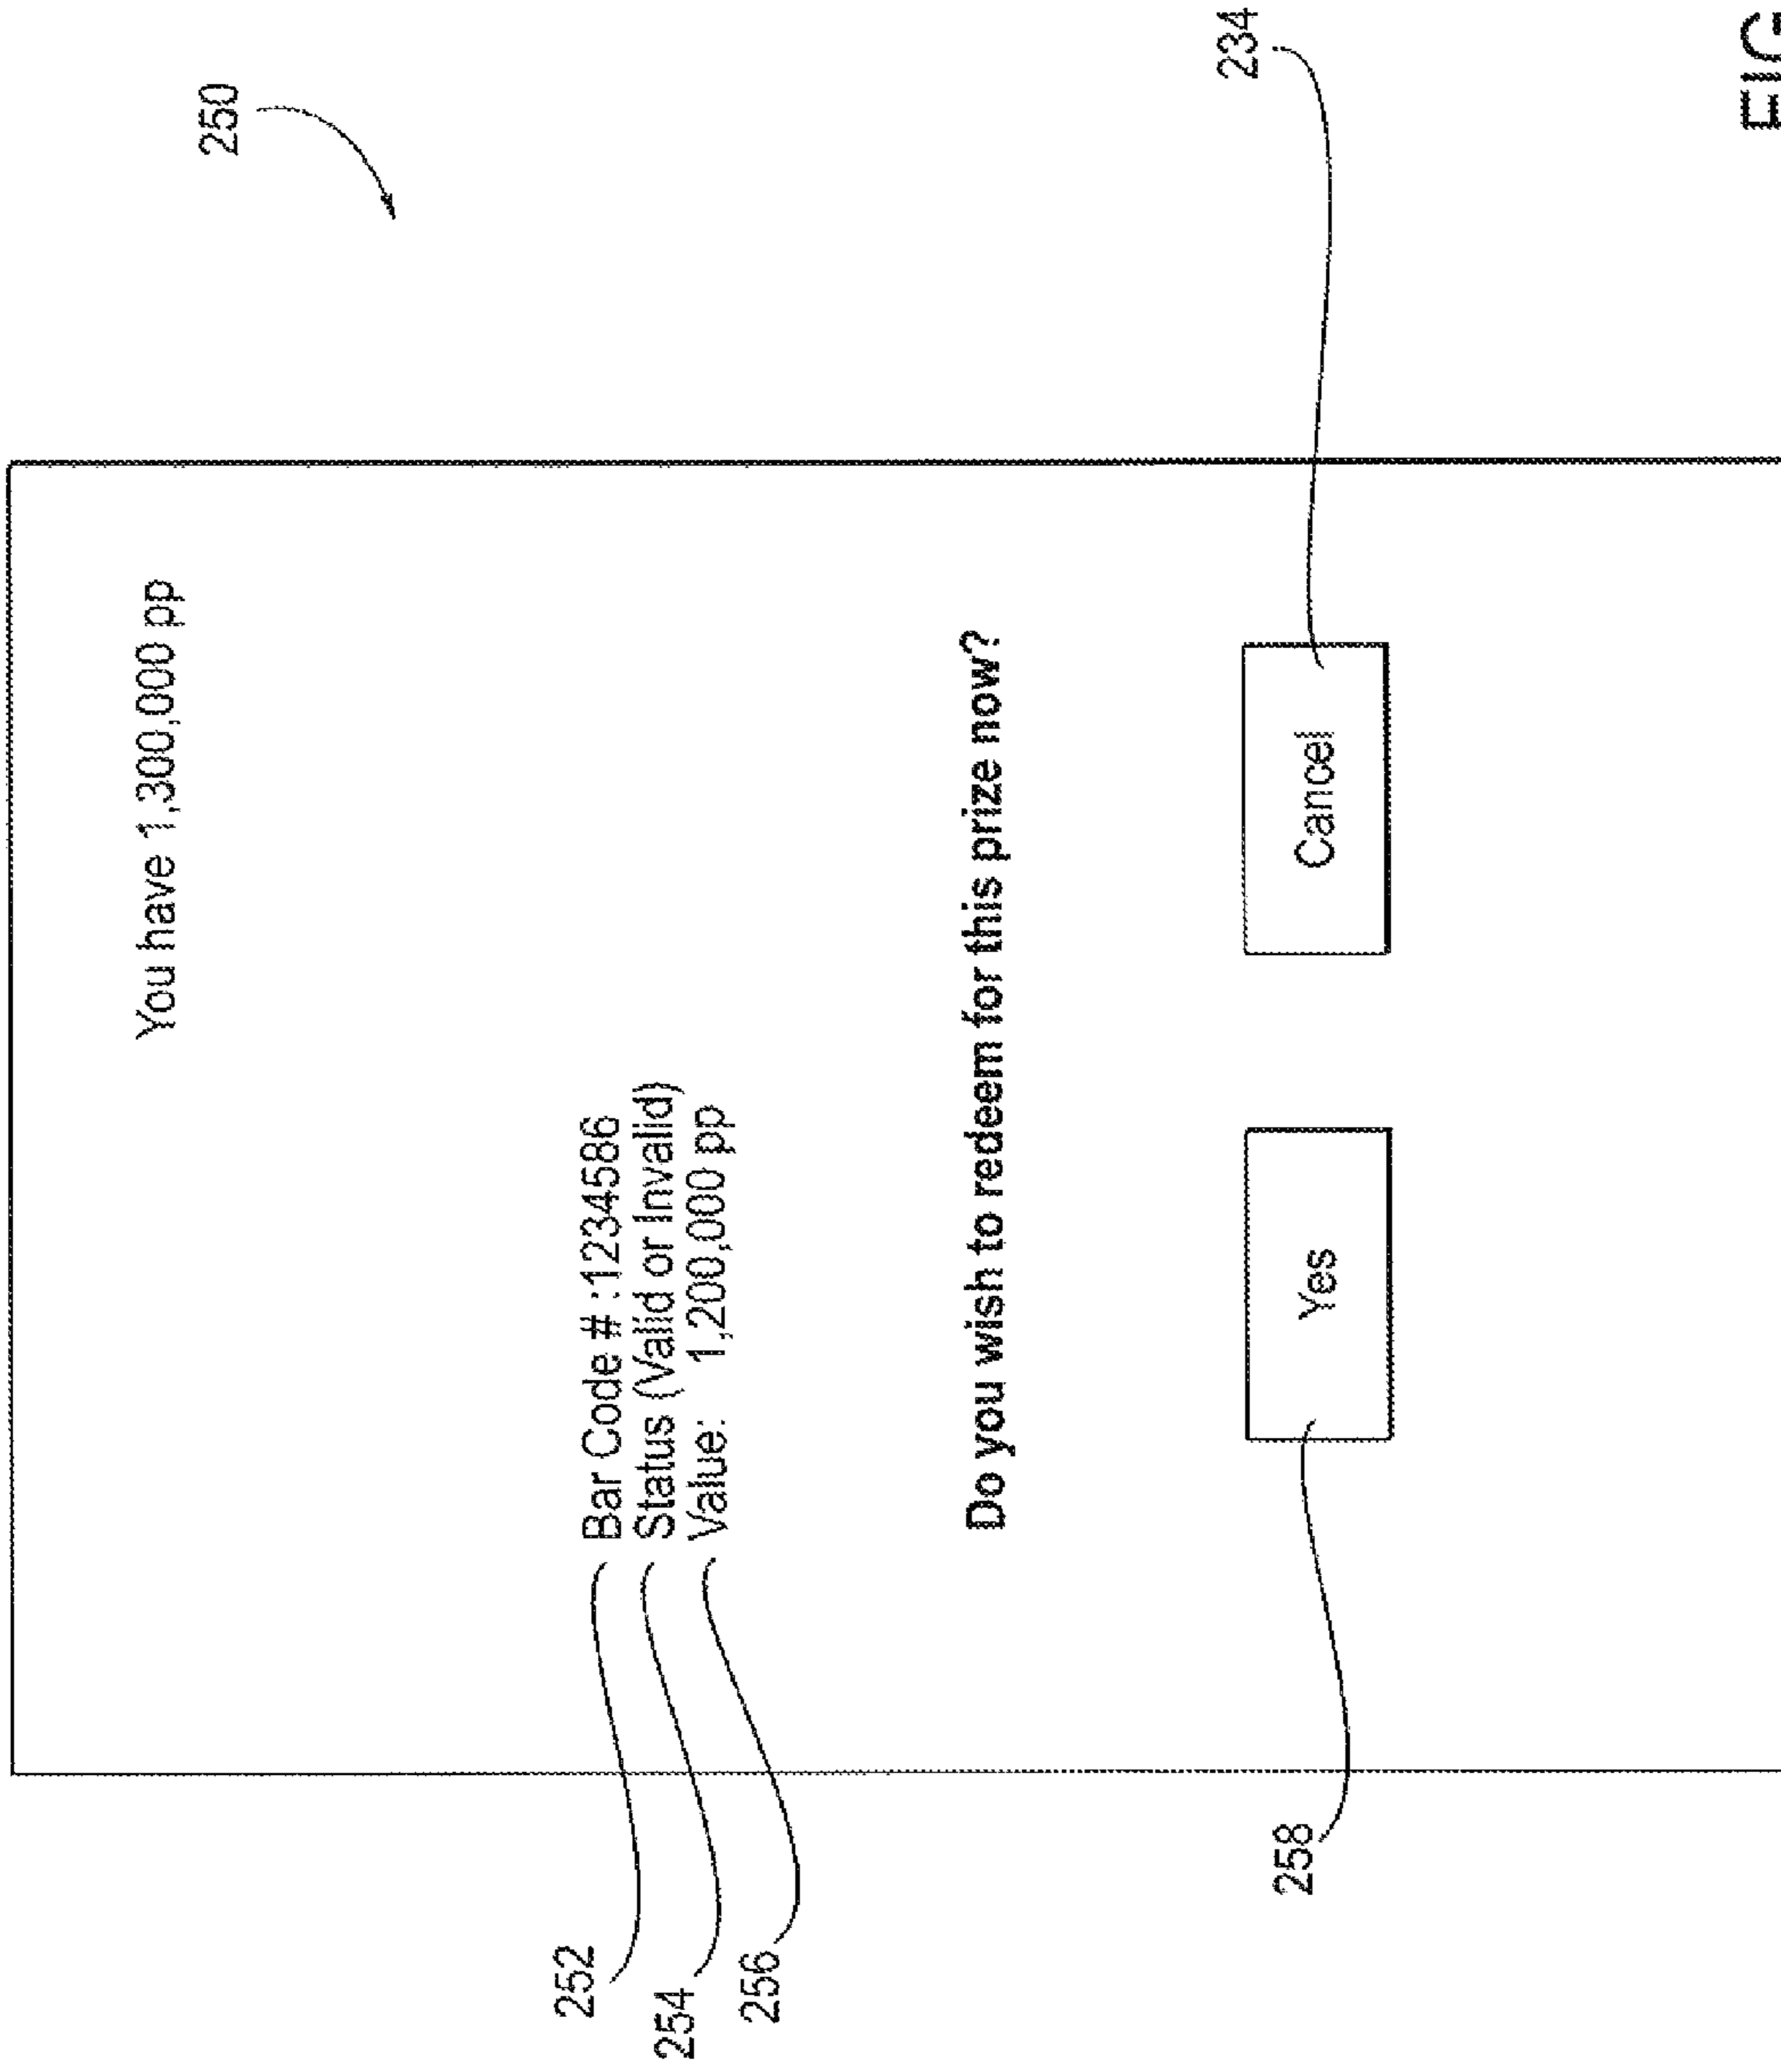 250
You have 1,300,000 pp
252
Bar Code # :1234586
254
Status (Valid or Invalid)
256
Value: 1,200,000 pp
Do you wish to redeem for this prize now?
258
Yes
Cancel
234
FIG